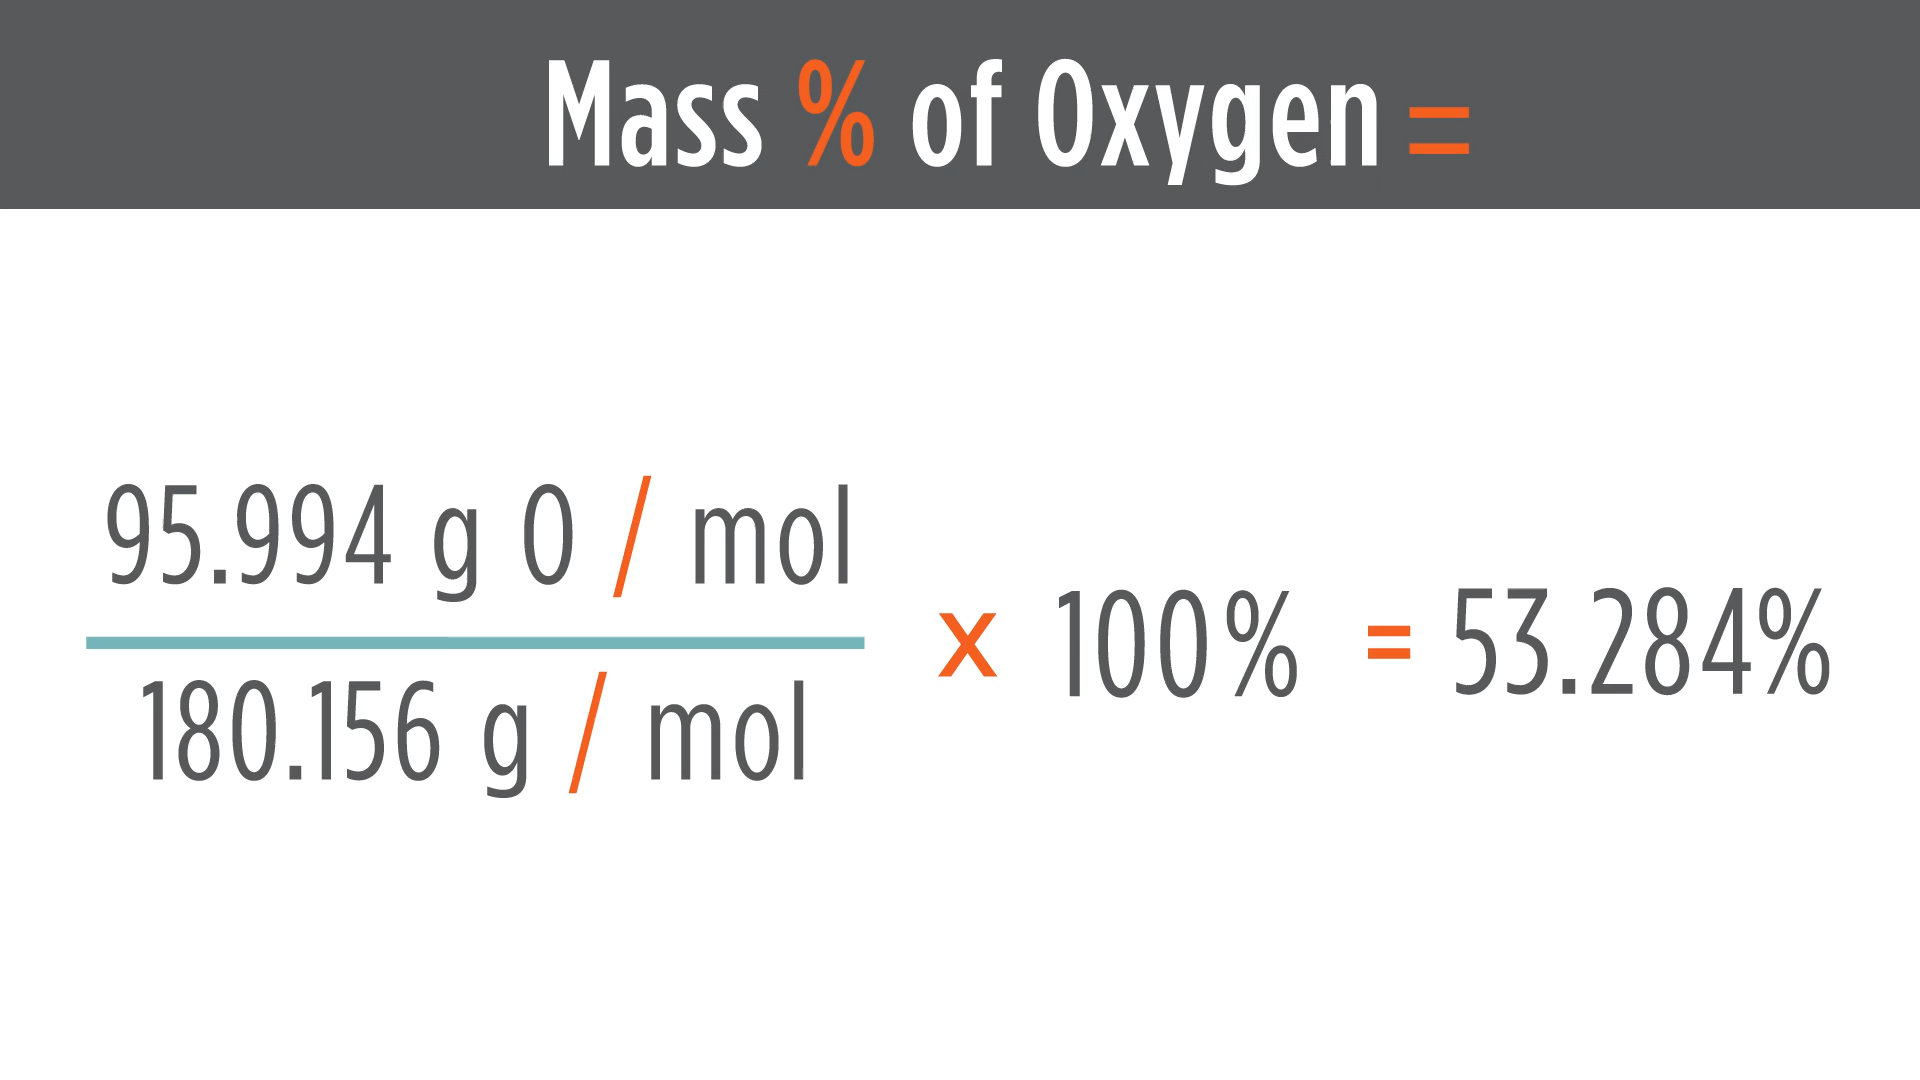 Mass % of Oxygen =
95.994 g O / mol
180.156 g / mol
x 100% = 53.284%